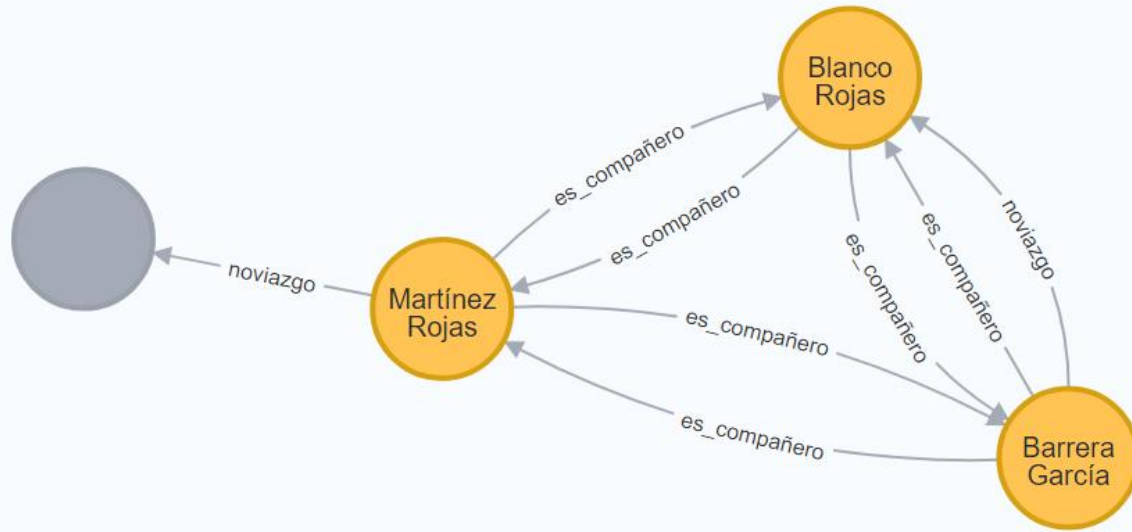 Blanco
Rojas
es_compañero
es_compañero
noviazgo
es_compañero
es_compañero
noviazgo
Martínez
Rojas
es_compañero
es_compañero
Barrera
García